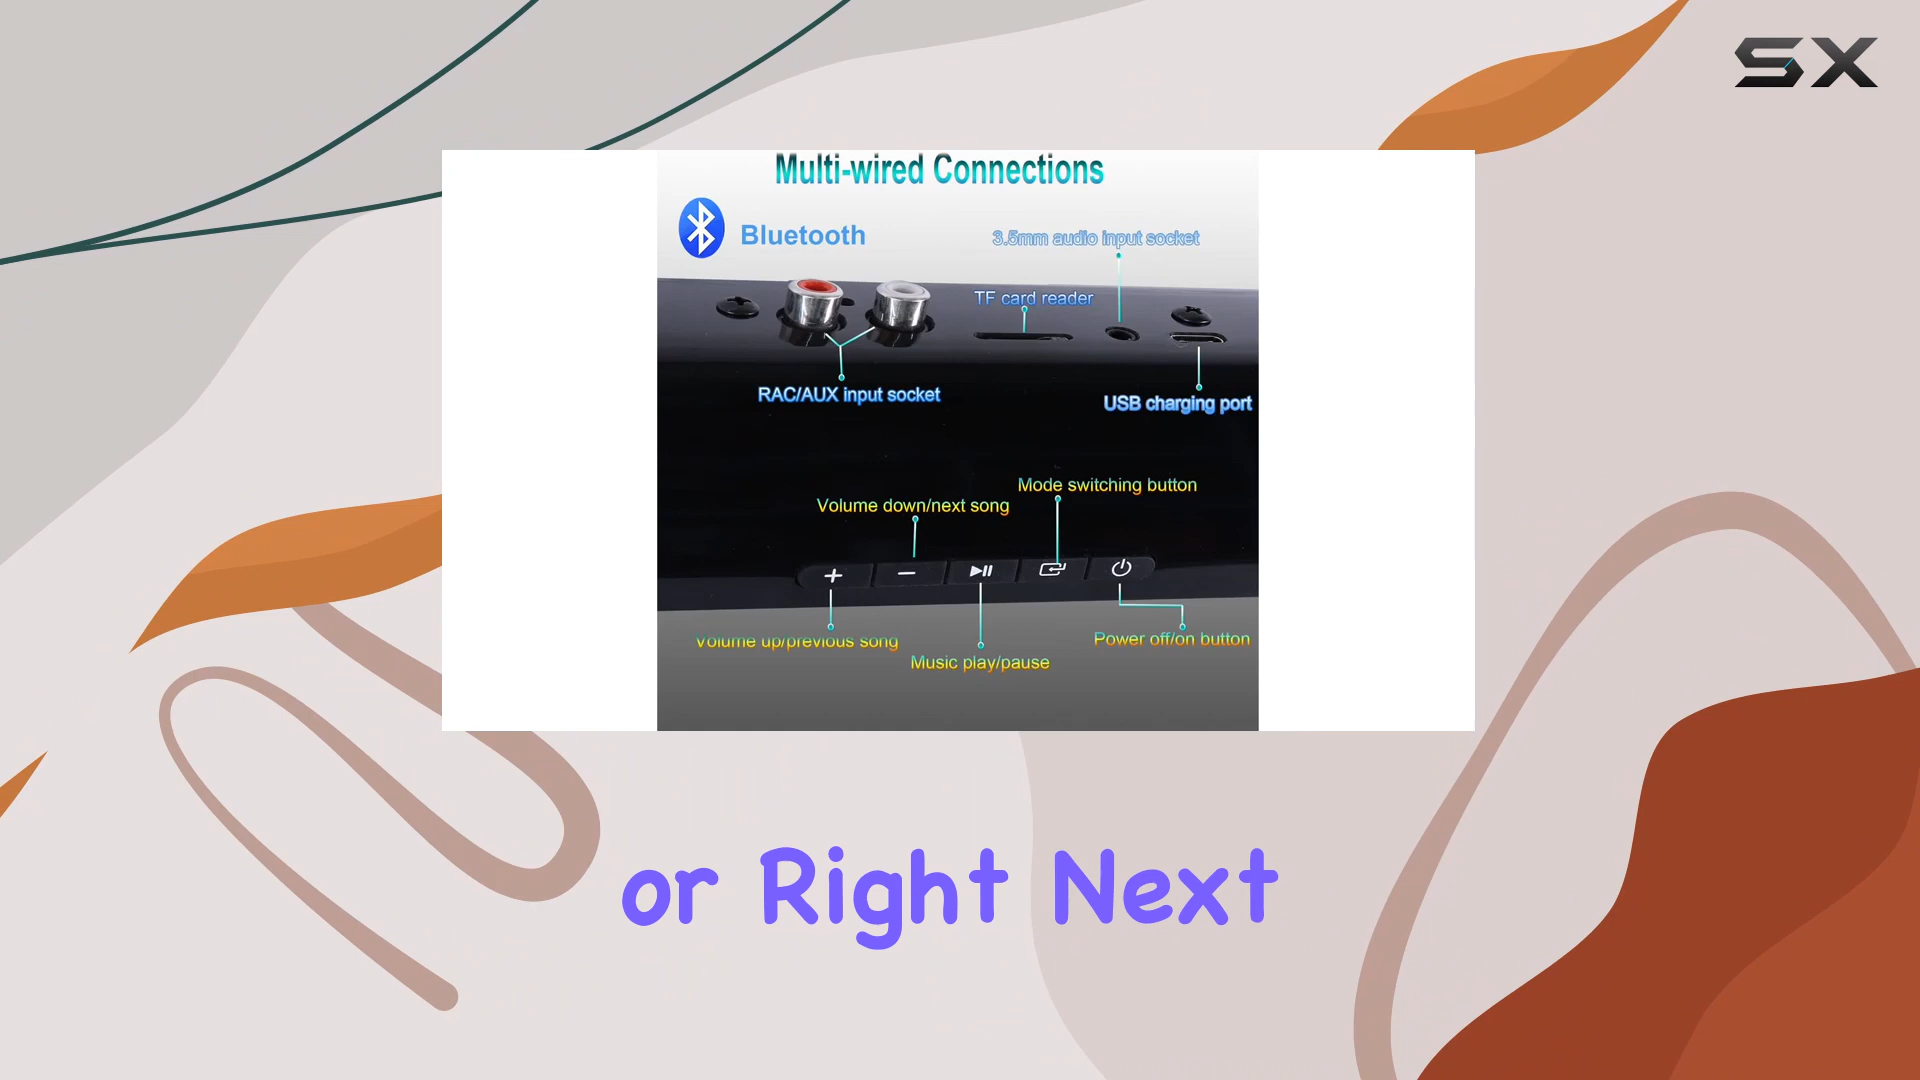 SX
Multi-wired Connections
Bluetooth
3.5mm audio input socket
TF card reader
RAC/AUX input socket
USB charging port
Mode switching button
Volume down/next song
Volume up/previous song
Power off/on button
Music play/pause
or Right Next